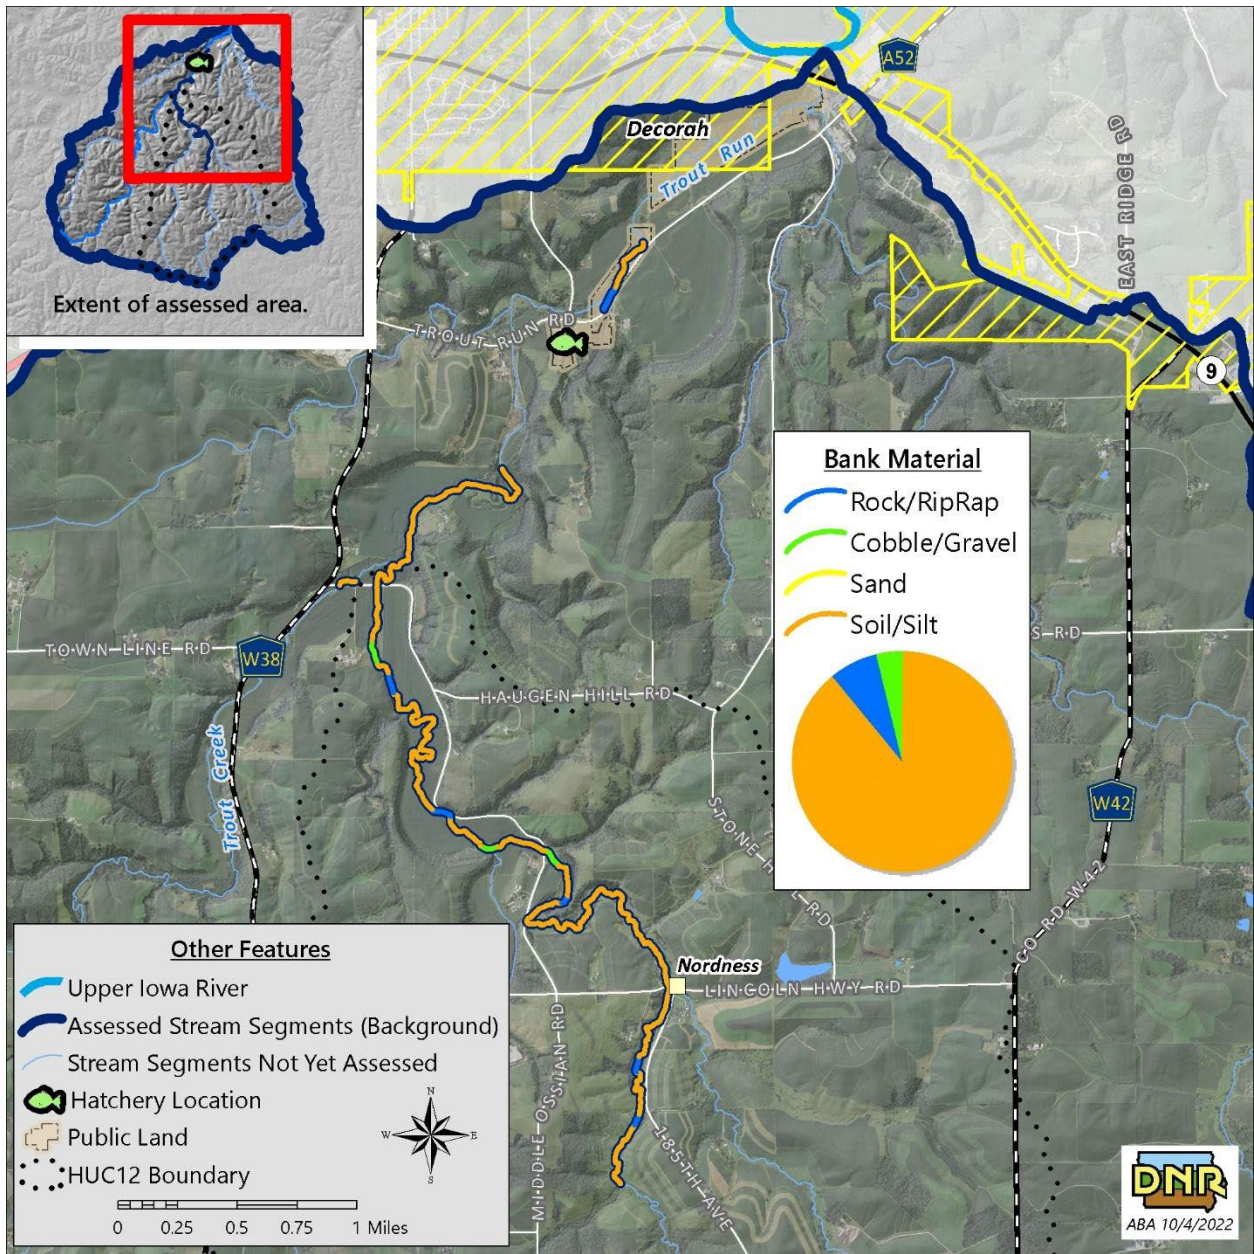 Extent of assessed area.
A52
Decorah
Trout Run
EAST RIDGE RD
TROUT RUN RD
9
Bank Material
Rock/RipRap
Cobble/Gravel
Sand
Soil/Silt
TOWN LINE RD
W38
S RD
HAUGEN HILL RD
Trout Creek
W42
CO RD W-42
Nordness
LINCOLN HWY RD
MIDDLE OSSIAN RD
185TH AVE
Other Features
Upper Iowa River
Assessed Stream Segments (Background)
Stream Segments Not Yet Assessed
Hatchery Location
Public Land
HUC12 Boundary
N
W
E
S
0 0.25 0.5 0.75 1 Miles
DNR
ABA 10/4/2022